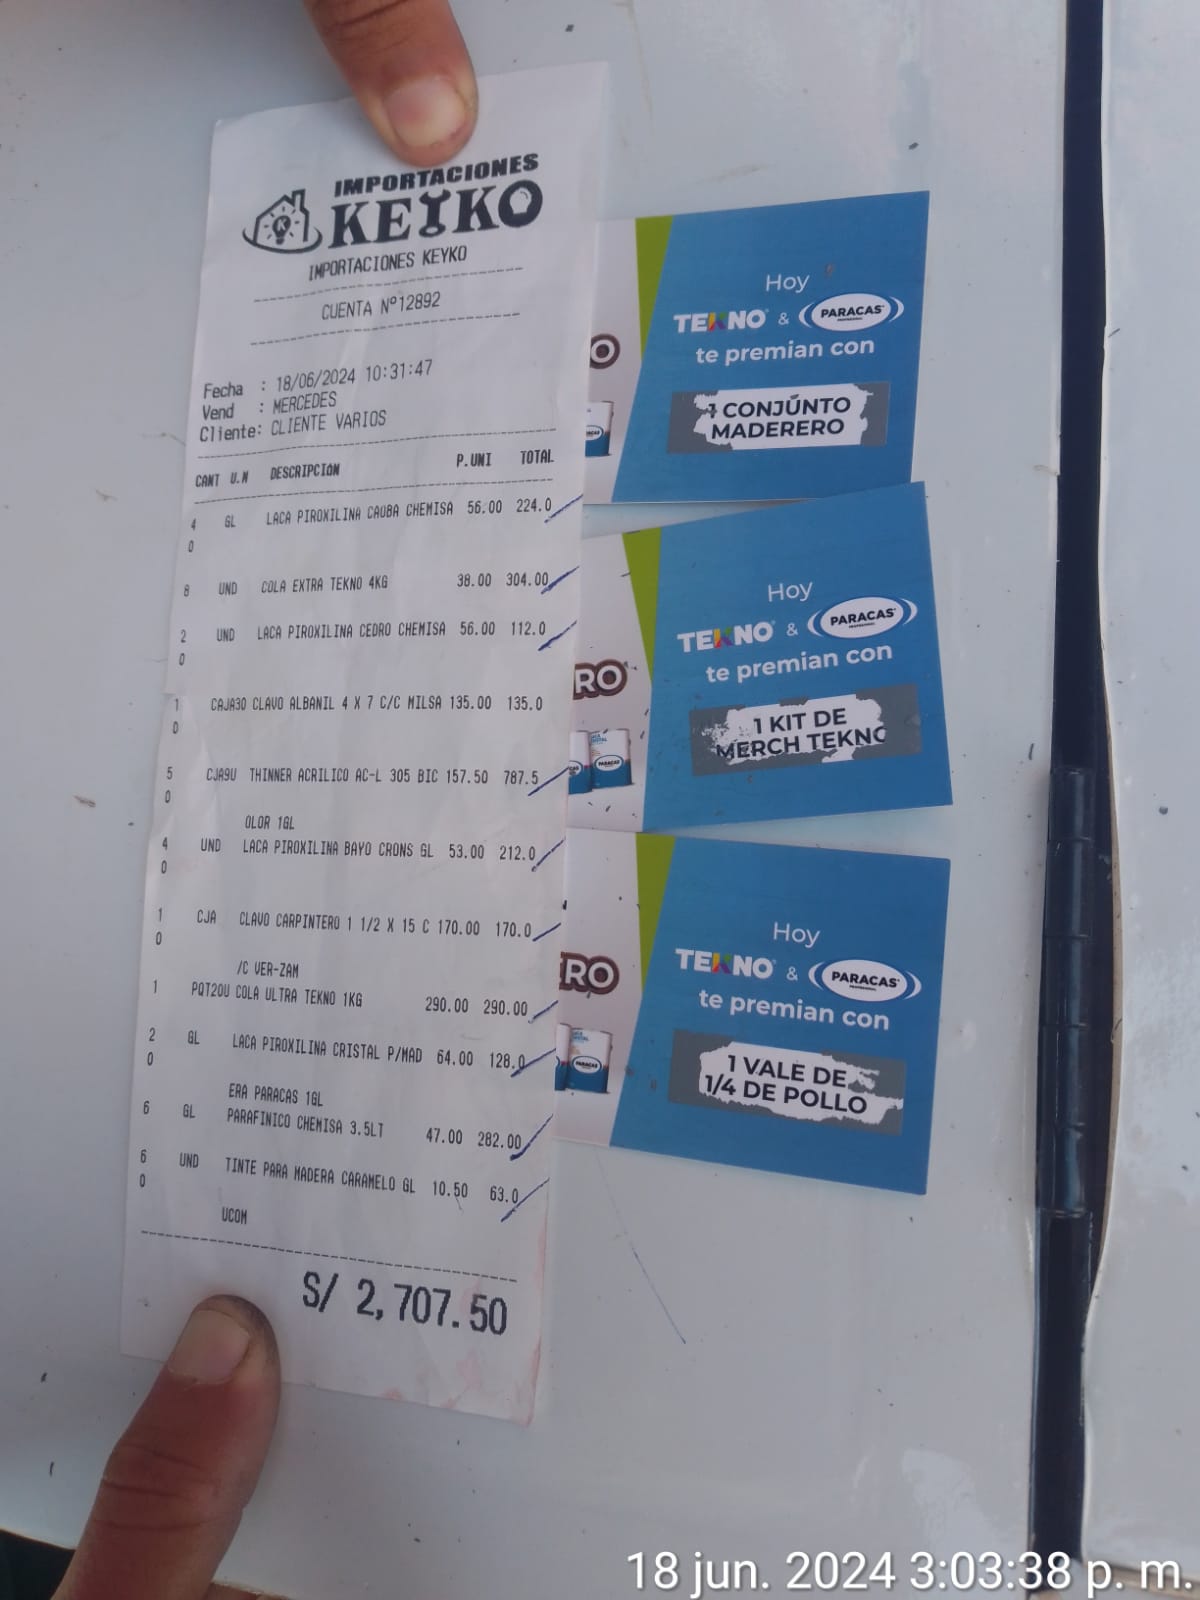 IMPORTACIONES
KEYKO
IMPORTACIONES KEYKO
CUENTA Nº12892
Fecha : 18/06/2024 10:31:47
Vend : MERCEDES
Cliente: CLIENTE VARIOS
CANT U.M DESCRIPCIÓN P.UNI TOTAL
4 GL LACA PIROXILINA CAOBA CHEMISA 56.00 224.0
0
8 UND COLA EXTRA TEKNO 4KG 38.00 304.00
2 UND LACA PIROXILINA CEDRO CHEMISA 56.00 112.0
0
1 CAJA30 CLAVO ALBANIL 4 X 7 C/C MILSA 135.00 135.0
0
5 CJA9U THINNER ACRILICO AC-L 305 BIC 157.50 787.5
0
OLOR 1GL
4 UND LACA PIROXILINA BAYO CRONS GL 53.00 212.0
0
1 CJA CLAVO CARPINTERO 1 1/2 X 15 C 170.00 170.0
0
/C VER-ZAM
1 PQT20U COLA ULTRA TEKNO 1KG 290.00 290.00
2 GL LACA PIROXILINA CRISTAL P/MAD 64.00 128.0
0
ERA PARACAS 1GL
6 GL PARAFINICO CHEMISA 3.5LT 47.00 282.00
6 UND TINTE PARA MADERA CARAMELO GL 10.50 63.0
0
UCOM
S/ 2,707.50
O
Hoy
TEKNO & PARACAS
PROFESSIONAL
te premian con
1 CONJUNTO
MADERERO
RO
Hoy
TEKNO & PARACAS
PROFESSIONAL
te premian con
1 KIT DE
MERCH TEKNO
PARACAS
ERO
Hoy
TEKNO & PARACAS
PROFESSIONAL
te premian con
1 VALE DE
1/4 DE POLLO
PARACAS
18 jun. 2024 3:03:38 p. m.